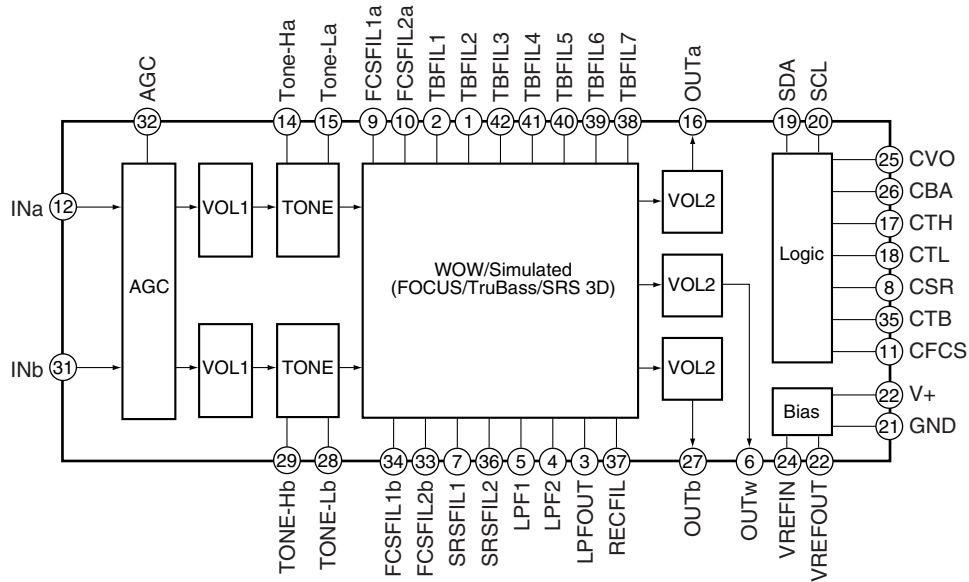 AGC
Tone-Ha
Tone-La
FCSFIL1a
FCSFIL2a
TBFIL1
TBFIL2
TBFIL3
TBFIL4
TBFIL5
TBFIL6
TBFIL7
OUTa
SDA
SCL
32
14
15
9
10
2
1
42
41
40
39
38
16
19
20
INa
12
31
INb
AGC
VOL1
TONE
VOL1
TONE
WOW/Simulated
(FOCUS/TruBass/SRS 3D)
VOL2
VOL2
VOL2
Logic
Bias
25 CVO
26 CBA
17 CTH
18 CTL
8 CSR
35 CTB
11 CFCS
22 V+
21 GND
29
28
34
33
7
36
5
4
3
37
27
6
24
22
TONE-Hb
TONE-Lb
FCSFIL1b
FCSFIL2b
SRSFIL1
SRSFIL2
LPF1
LPF2
LPFOUT
RECFIL
OUTb
OUTw
VREFIN
VREFOUT